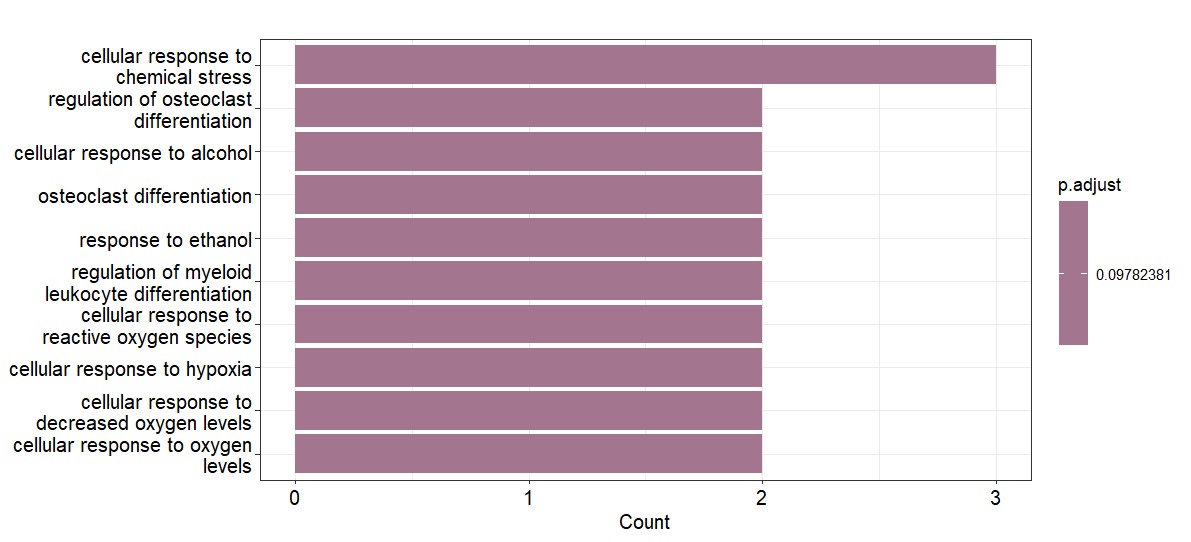 cellular response to
chemical stress
regulation of osteoclast
differentiation
cellular response to alcohol
osteoclast differentiation
response to ethanol
regulation of myeloid
leukocyte differentiation
cellular response to
reactive oxygen species
cellular response to hypoxia
cellular response to
decreased oxygen levels
cellular response to oxygen
levels
0
1
2
3
Count
p.adjust
0.09782381